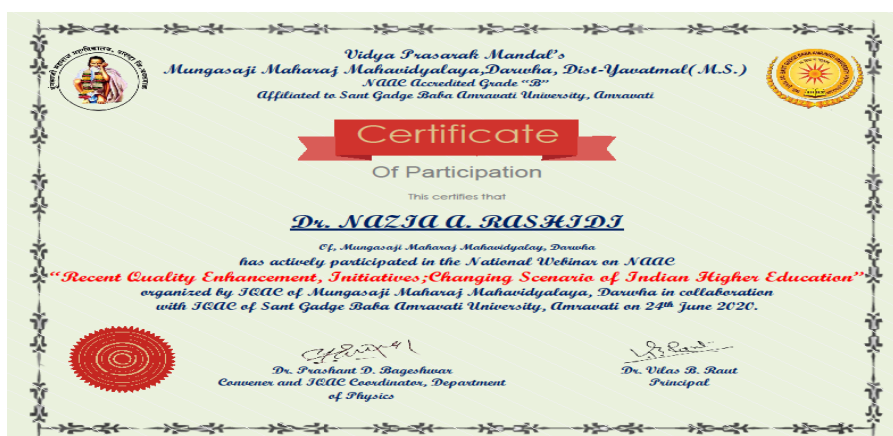 Vidya Prasarak Mandal's
Mungasaji Maharaj Mahavidyalaya,Darwha, Dist-Yavatmal( M.S.)
NAAC Accredited Grade "B"
Affiliated to Sant Gadge Baba Amravati University, Amravati
Certificate
Of Participation
This certifies that
Dr. NAZIA A. RASHIDI
Of, Mungasaji Maharaj Mahavidyalay, Darwha
has actively participated in the National Webinar on NAAC
"Recent Quality Enhancement, Initiatives;Changing Scenario of Indian Higher Education"
organized by IQAC of Mungasaji Maharaj Mahavidyalaya, Darwha in collaboration
with IQAC of Sant Gadge Baba Amravati University, Amravati on 24th June 2020.
Dr. Prashant D. Bageshwar
Convener and IQAC Coordinator, Department
of Physics
Dr. Vilas B. Raut
Principal